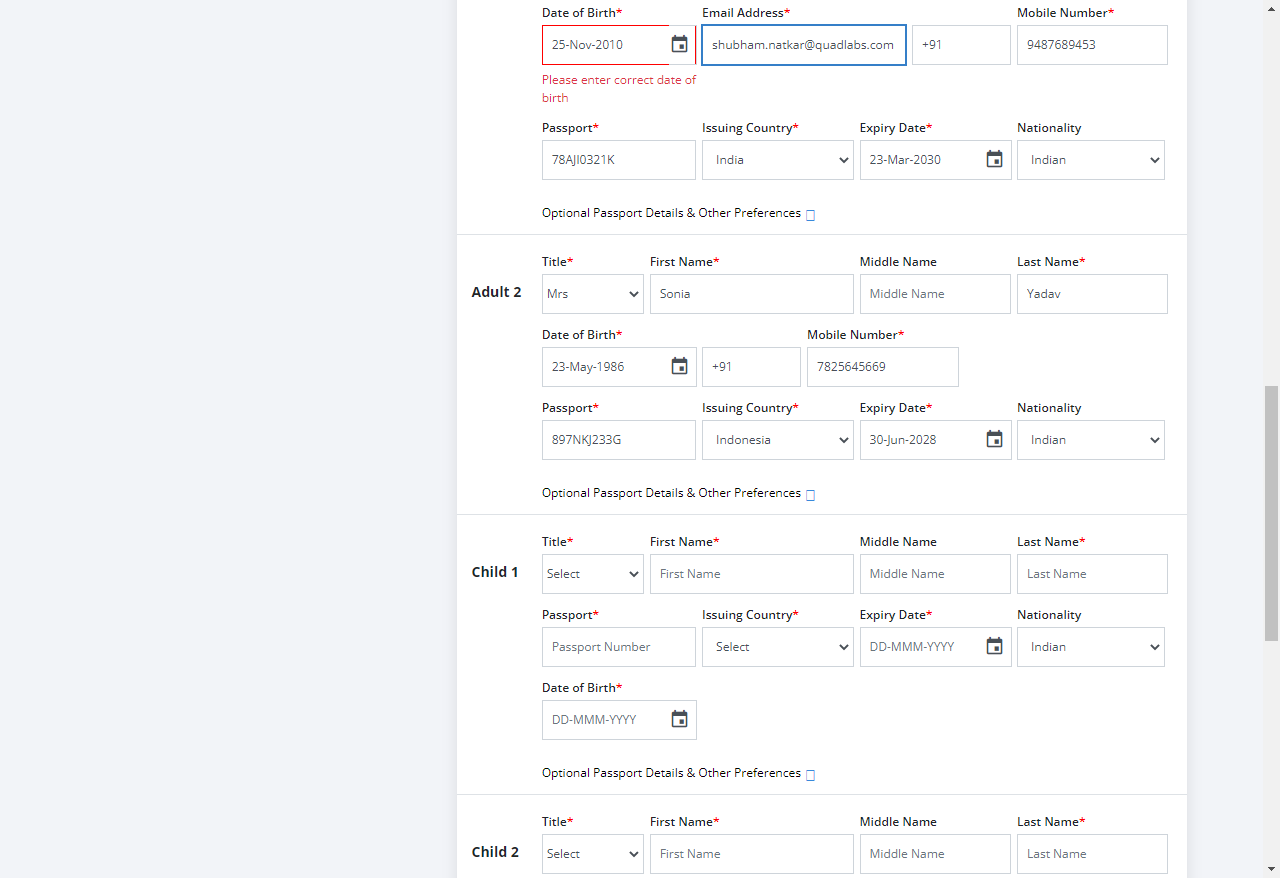 Date of Birth* Email Address* Mobile Number*
25-Nov-2010 shubham.natkar@quadlabs.com +91 9487689453
Please enter correct date of
birth
Passport* Issuing Country* Expiry Date* Nationality
78AJI0321K India 23-Mar-2030 Indian
Optional Passport Details & Other Preferences
Title* First Name* Middle Name Last Name*
Adult 2 Mrs Sonia Middle Name Yadav
Date of Birth* Mobile Number*
23-May-1986 +91 7825645669
Passport* Issuing Country* Expiry Date* Nationality
897NKJ233G Indonesia 30-Jun-2028 Indian
Optional Passport Details & Other Preferences
Title* First Name* Middle Name Last Name*
Child 1 Select First Name Middle Name Last Name
Passport* Issuing Country* Expiry Date* Nationality
Passport Number Select DD-MMM-YYYY Indian
Date of Birth*
DD-MMM-YYYY
Optional Passport Details & Other Preferences
Title* First Name* Middle Name Last Name*
Child 2 Select First Name Middle Name Last Name